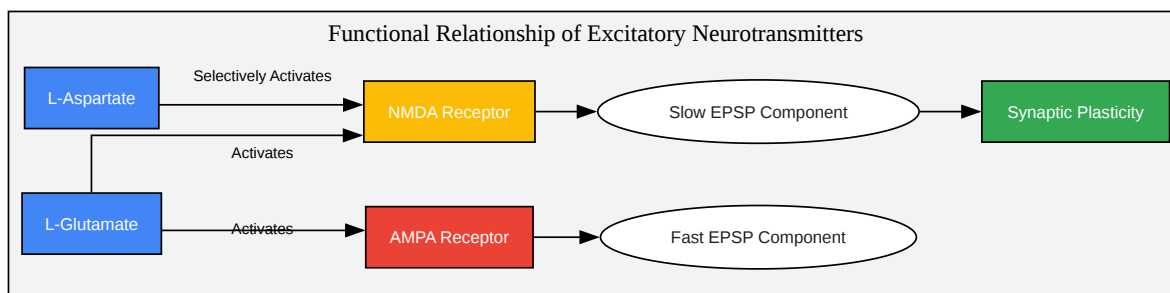 Functional Relationship of Excitatory Neurotransmitters
Selectively Activates
L-Aspartate
NMDA Receptor
Slow EPSP Component
Synaptic Plasticity
Activates
L-Glutamate
Activates
AMPA Receptor
Fast EPSP Component